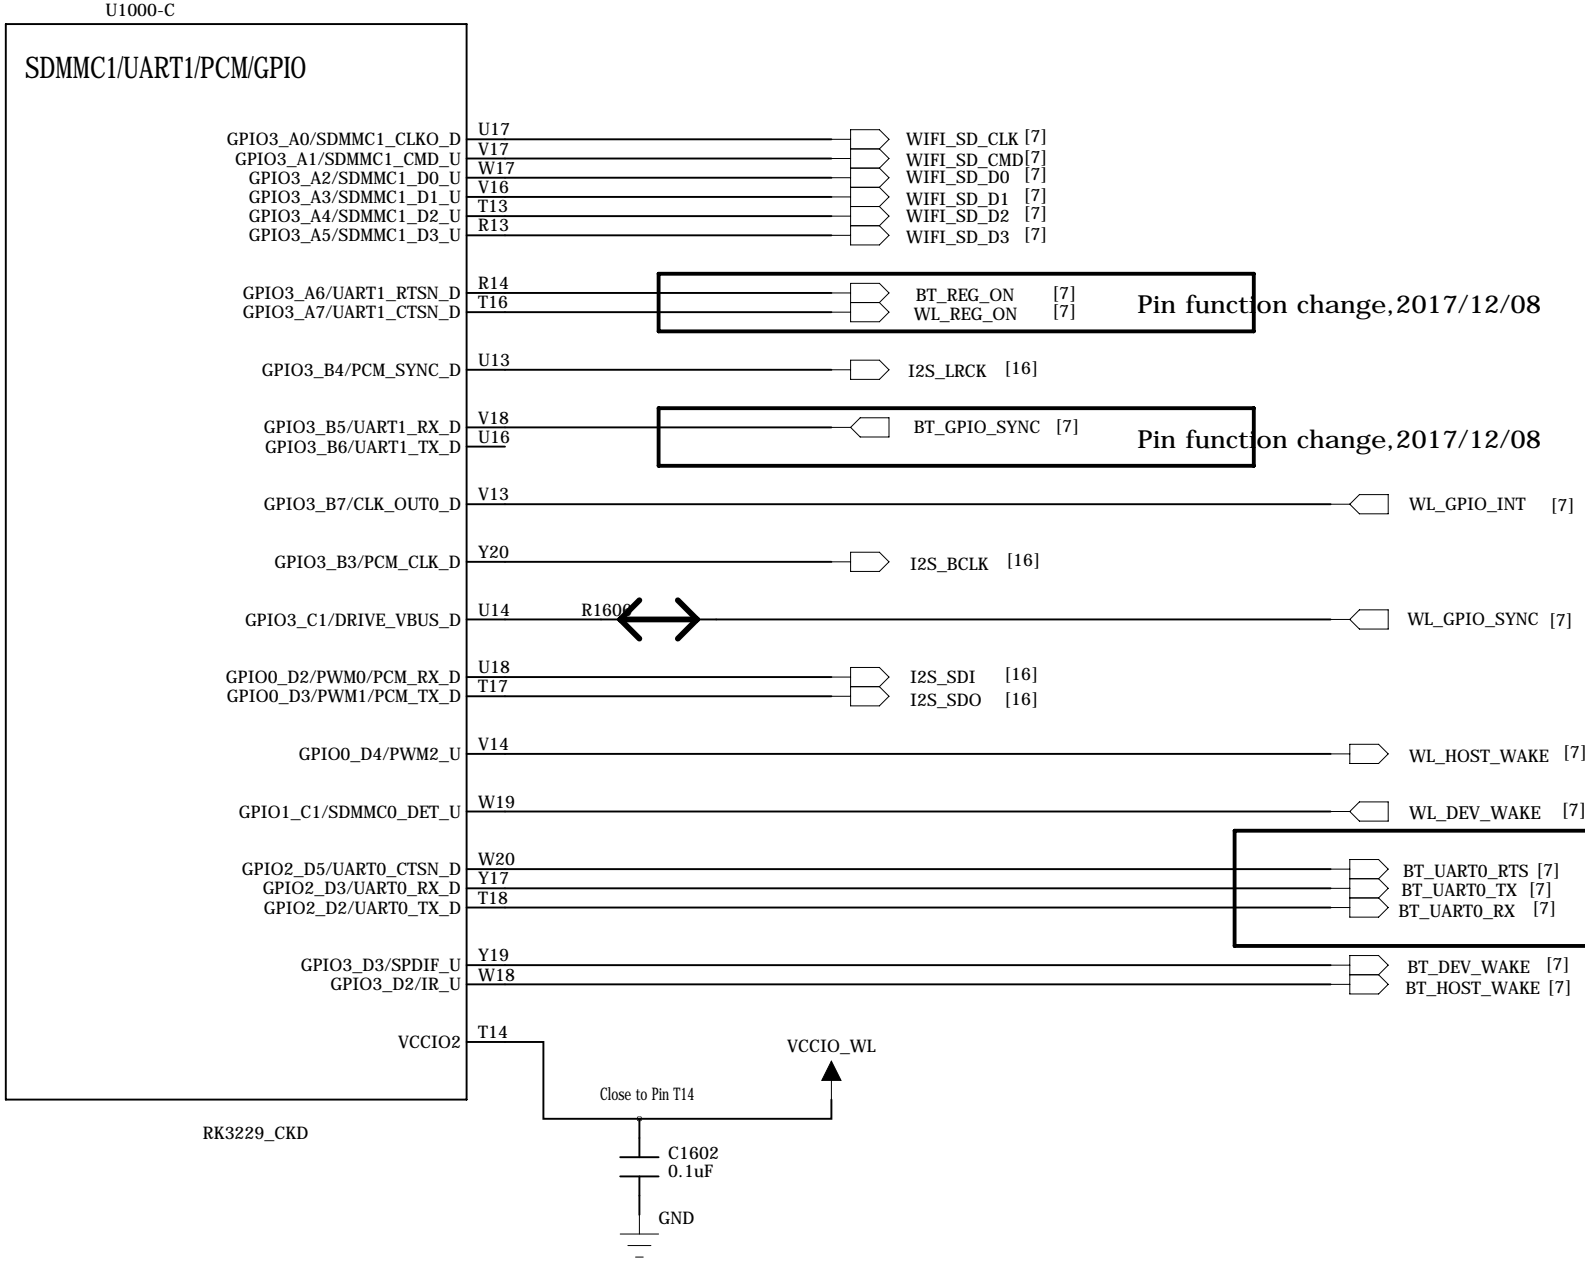 U1000-C
SDMMC1/UART1/PCM/GPIO
GPIO3_A0/SDMMC1_CLKO_D U17 WIFI_SD_CLK [7]
GPIO3_A1/SDMMC1_CMD_U V17 WIFI_SD_CMD [7]
GPIO3_A2/SDMMC1_D0_U W17 WIFI_SD_D0 [7]
GPIO3_A3/SDMMC1_D1_U V16 WIFI_SD_D1 [7]
GPIO3_A4/SDMMC1_D2_U T13 WIFI_SD_D2 [7]
GPIO3_A5/SDMMC1_D3_U R13 WIFI_SD_D3 [7]
GPIO3_A6/UART1_RTSN_D R14 BT_REG_ON [7]
GPIO3_A7/UART1_CTSN_D T16 WL_REG_ON [7]
Pin function change,2017/12/08
GPIO3_B4/PCM_SYNC_D U13 I2S_LRCK [16]
GPIO3_B5/UART1_RX_D V18 BT_GPIO_SYNC [7]
GPIO3_B6/UART1_TX_D U16
Pin function change,2017/12/08
GPIO3_B7/CLK_OUT0_D V13 WL_GPIO_INT [7]
GPIO3_B3/PCM_CLK_D Y20 I2S_BCLK [16]
GPIO3_C1/DRIVE_VBUS_D U14 R1600 WL_GPIO_SYNC [7]
GPIO0_D2/PWM0/PCM_RX_D U18 I2S_SDI [16]
GPIO0_D3/PWM1/PCM_TX_D T17 I2S_SDO [16]
GPIO0_D4/PWM2_U V14 WL_HOST_WAKE [7]
GPIO1_C1/SDMMC0_DET_U W19 WL_DEV_WAKE [7]
GPIO2_D5/UART0_CTSN_D W20 BT_UART0_RTS [7]
GPIO2_D3/UART0_RX_D Y17 BT_UART0_TX [7]
GPIO2_D2/UART0_TX_D T18 BT_UART0_RX [7]
GPIO3_D3/SPDIF_U Y19 BT_DEV_WAKE [7]
GPIO3_D2/IR_U W18 BT_HOST_WAKE [7]
VCCIO2 T14
VCCIO_WL
Close to Pin T14
RK3229_CKD
C1602
0.1uF
GND